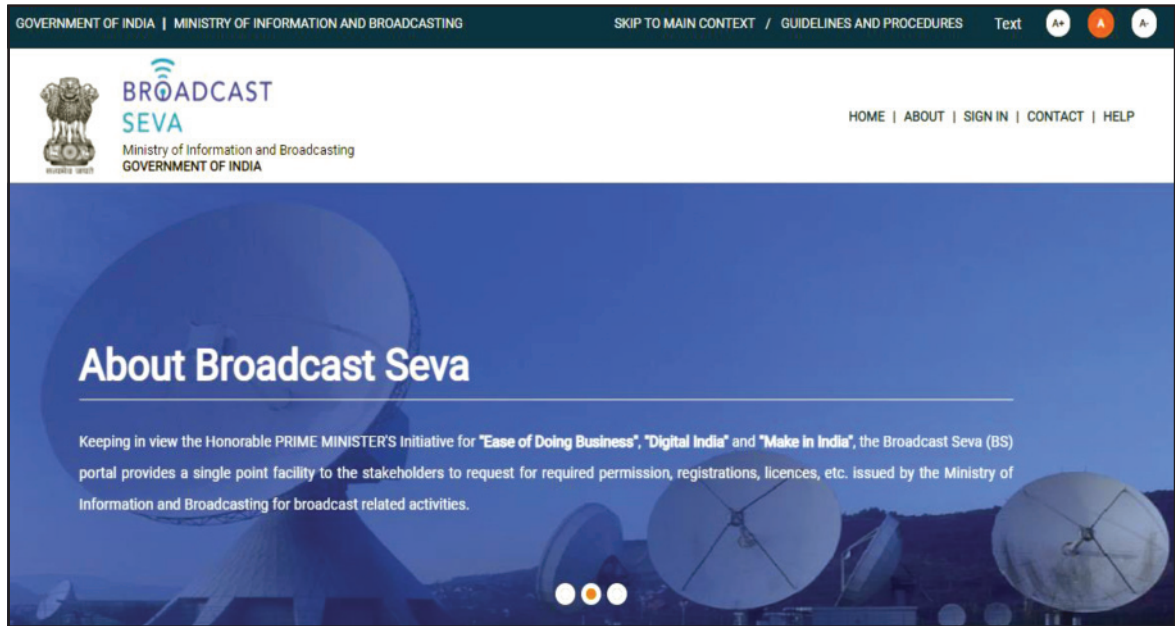 GOVERNMENT OF INDIA | MINISTRY OF INFORMATION AND BROADCASTING
SKIP TO MAIN CONTEXT / GUIDELINES AND PROCEDURES Text A+ A A-
BROADCAST
SEVA
Ministry of Information and Broadcasting
GOVERNMENT OF INDIA
सत्यमेव जयते
HOME | ABOUT | SIGN IN | CONTACT | HELP
About Broadcast Seva
Keeping in view the Honorable PRIME MINISTER'S Initiative for "Ease of Doing Business", "Digital India" and "Make in India", the Broadcast Seva (BS)
portal provides a single point facility to the stakeholders to request for required permission, registrations, licences, etc. issued by the Ministry of
Information and Broadcasting for broadcast related activities.